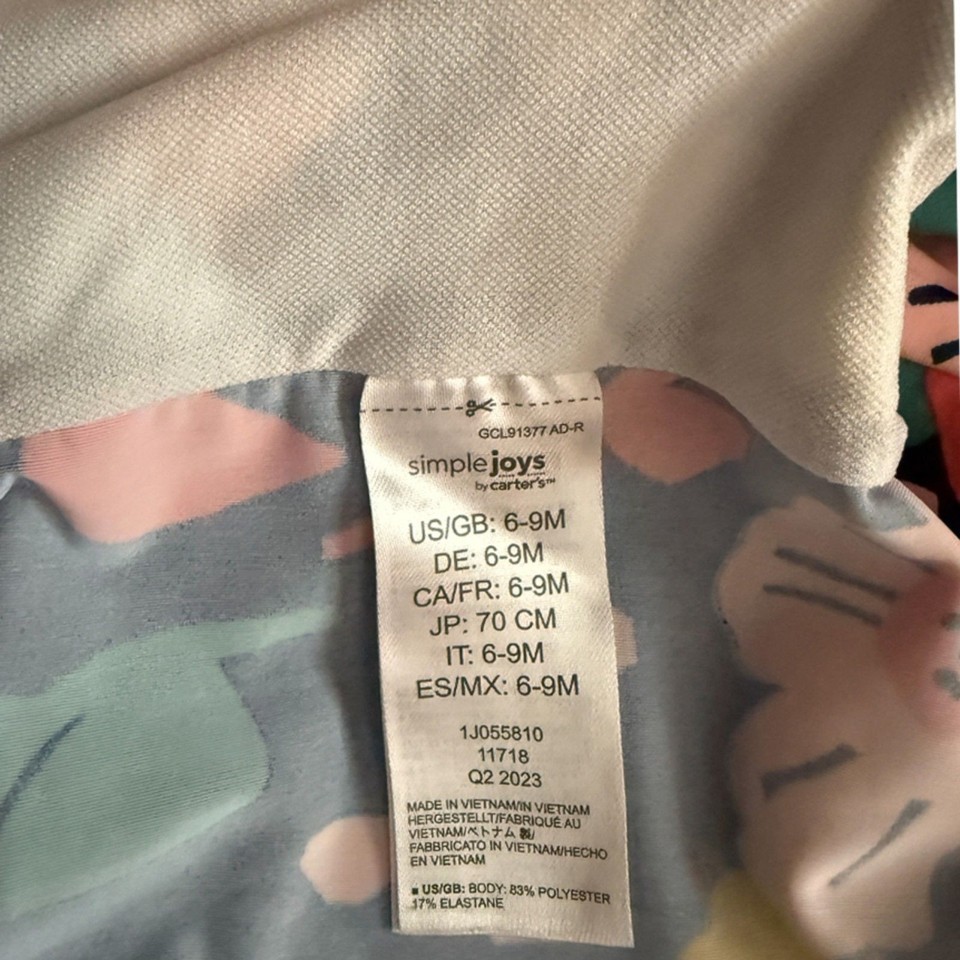 GCL91377 AD-R
simple joys
by carter's™
US/GB: 6-9M
DE: 6-9M
CA/FR: 6-9M
JP: 70 CM
IT: 6-9M
ES/MX: 6-9M
1J055810
11718
Q2 2023
MADE IN VIETNAM/IN VIETNAM
HERGESTELLT/FABRIQUÉ AU
VIETNAM/ベトナム 製/
FABBRICATO IN VIETNAM/HECHO
EN VIETNAM
■ US/GB: BODY: 83% POLYESTER
17% ELASTANE